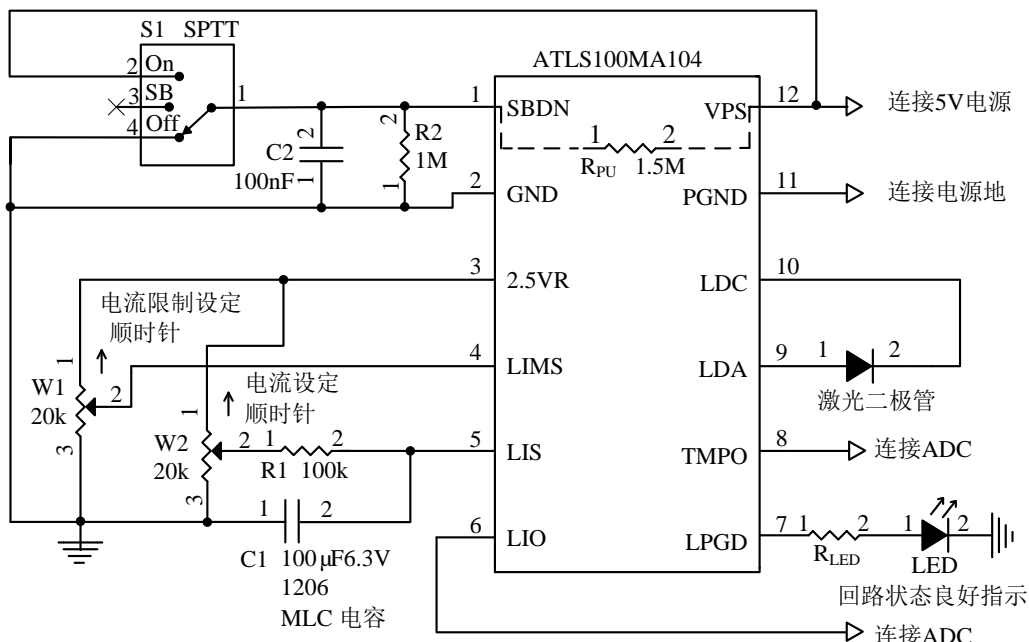 S1 SPTT
ATLS100MA104
2 On
3 SB
4 Off
1
1 SBDN
VPS 12
连接5V电源
2
C2
100nF
1
2
R2
1M
1
1 2
R_PU 1.5M
2 GND
PGND 11
连接电源地
3 2.5VR
LDC 10
电流限制设定
顺时针
4 LIMS
LDA 9
1 2
激光二极管
1
W1
20k
2
3
电流设定
顺时针
1
W2
20k
2
3
1 2
R1 100k
5 LIS
TMPO 8
连接ADC
1 2
C1 100μF6.3V
1206
MLC 电容
6 LIO
LPGD 7
1 2
R_LED
1 2
LED
回路状态良好指示
连接ADC